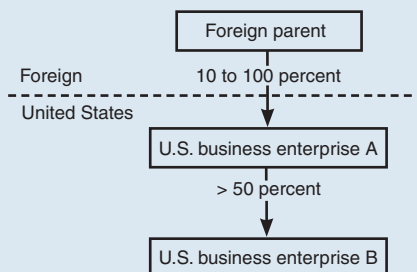 Foreign parent
Foreign
10 to 100 percent
United States
U.S. business enterprise A
> 50 percent
U.S. business enterprise B